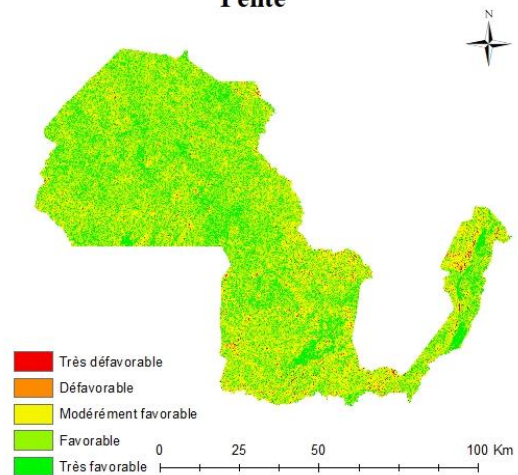 Pente
N
Très défavorable
Défavorable
Modérément favorable
Favorable
Très favorable
0 25 50 100 Km